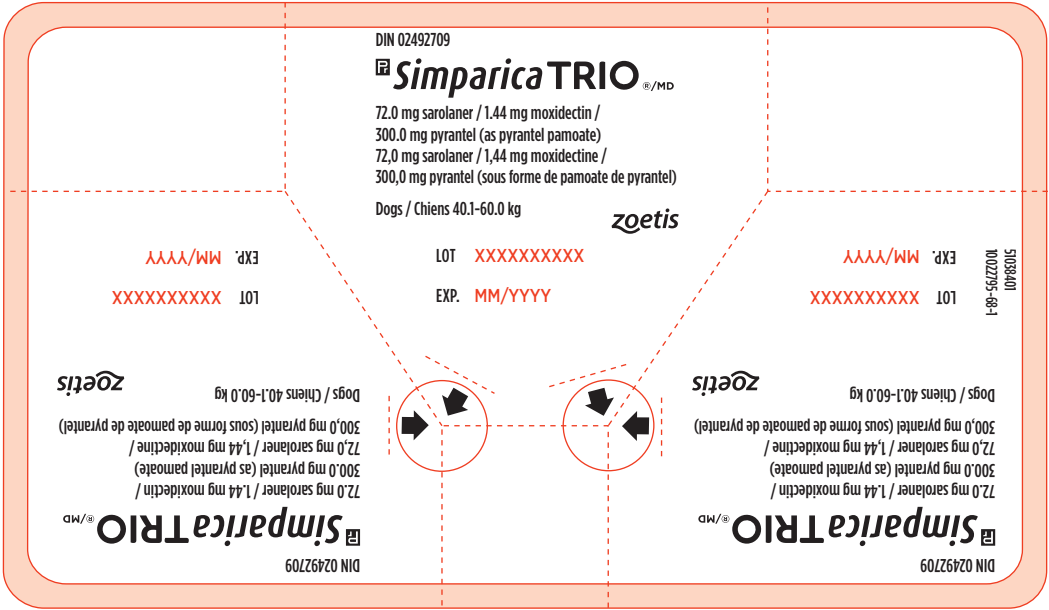 DIN 02492709
Pr Simparica TRIO ®/MD
72.0 mg sarolaner / 1.44 mg moxidectin /
300.0 mg pyrantel (as pyrantel pamoate)
72,0 mg sarolaner / 1,44 mg moxidectine /
300,0 mg pyrantel (sous forme de pamoate de pyrantel)
Dogs / Chiens 40.1-60.0 kg
zoetis
LOT XXXXXXXXXX
EXP. MM/YYYY
DIN 02492709
Pr Simparica TRIO ®/MD
72.0 mg sarolaner / 1.44 mg moxidectin /
300.0 mg pyrantel (as pyrantel pamoate)
72,0 mg sarolaner / 1,44 mg moxidectine /
300,0 mg pyrantel (sous forme de pamoate de pyrantel)
Dogs / Chiens 40.1-60.0 kg
zoetis
LOT XXXXXXXXXX
EXP. MM/YYYY
DIN 02492709
Pr Simparica TRIO ®/MD
72.0 mg sarolaner / 1.44 mg moxidectin /
300.0 mg pyrantel (as pyrantel pamoate)
72,0 mg sarolaner / 1,44 mg moxidectine /
300,0 mg pyrantel (sous forme de pamoate de pyrantel)
Dogs / Chiens 40.1-60.0 kg
zoetis
LOT XXXXXXXXXX
EXP. MM/YYYY
10022795-68-1
51038401